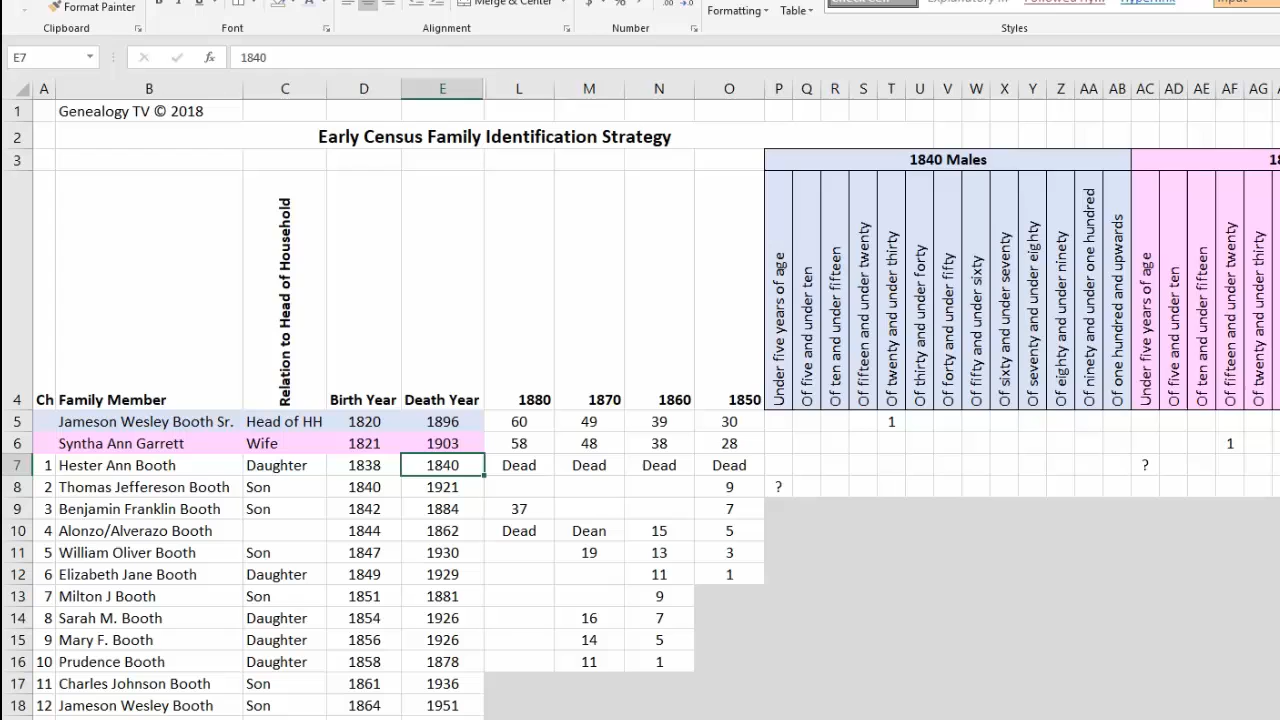 Format Painter
Merge & Center
Formatting
Table
Check Cell
Explanatory
Followed Hy...
Hyperlink
Input
Clipboard
Font
Alignment
Number
Styles
E7
fx
1840
A B C D E L M N O P Q R S T U V W X Y Z AA AB AC AD AE AF AG
1 Genealogy TV © 2018
2 Early Census Family Identification Strategy
3 1840 Males
Relation to Head of Household
Under five years of age
Of five and under ten
Of ten and under fifteen
Of fifteen and under twenty
Of twenty and under thirty
Of thirty and under forty
Of forty and under fifty
Of fifty and under sixty
Of sixty and under seventy
Of seventy and under eighty
Of eighty and under ninety
Of ninety and under one hundred
Of one hundred and upwards
Under five years of age
Of five and under ten
Of ten and under fifteen
Of fifteen and under twenty
Of twenty and under thirty
4 Ch Family Member Birth Year Death Year 1880 1870 1860 1850
5 Jameson Wesley Booth Sr. Head of HH 1820 1896 60 49 39 30 1
6 Syntha Ann Garrett Wife 1821 1903 58 48 38 28 1
7 1 Hester Ann Booth Daughter 1838 1840 Dead Dead Dead Dead ?
8 2 Thomas Jeffereson Booth Son 1840 1921 9 ?
9 3 Benjamin Franklin Booth Son 1842 1884 37 7
10 4 Alonzo/Alverazo Booth 1844 1862 Dead Dean 15 5
11 5 William Oliver Booth Son 1847 1930 19 13 3
12 6 Elizabeth Jane Booth Daughter 1849 1929 11 1
13 7 Milton J Booth Son 1851 1881 9
14 8 Sarah M. Booth Daughter 1854 1926 16 7
15 9 Mary F. Booth Daughter 1856 1926 14 5
16 10 Prudence Booth Daughter 1858 1878 11 1
17 11 Charles Johnson Booth Son 1861 1936
18 12 Jameson Wesley Booth Son 1864 1951